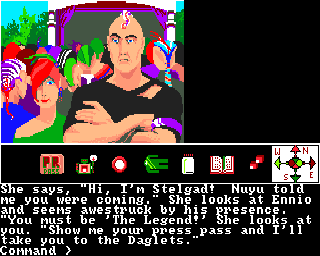 PR
PASS
W N
S E
She says, "Hi, I'm Stelgad!  Nuyu told
me you were coming." She looks at Ennio
and seems awestruck by his presence.
"You must be 'The Legend!' She looks at
you. "Show me your press pass and I'll
take you to the Daglets."
Command >